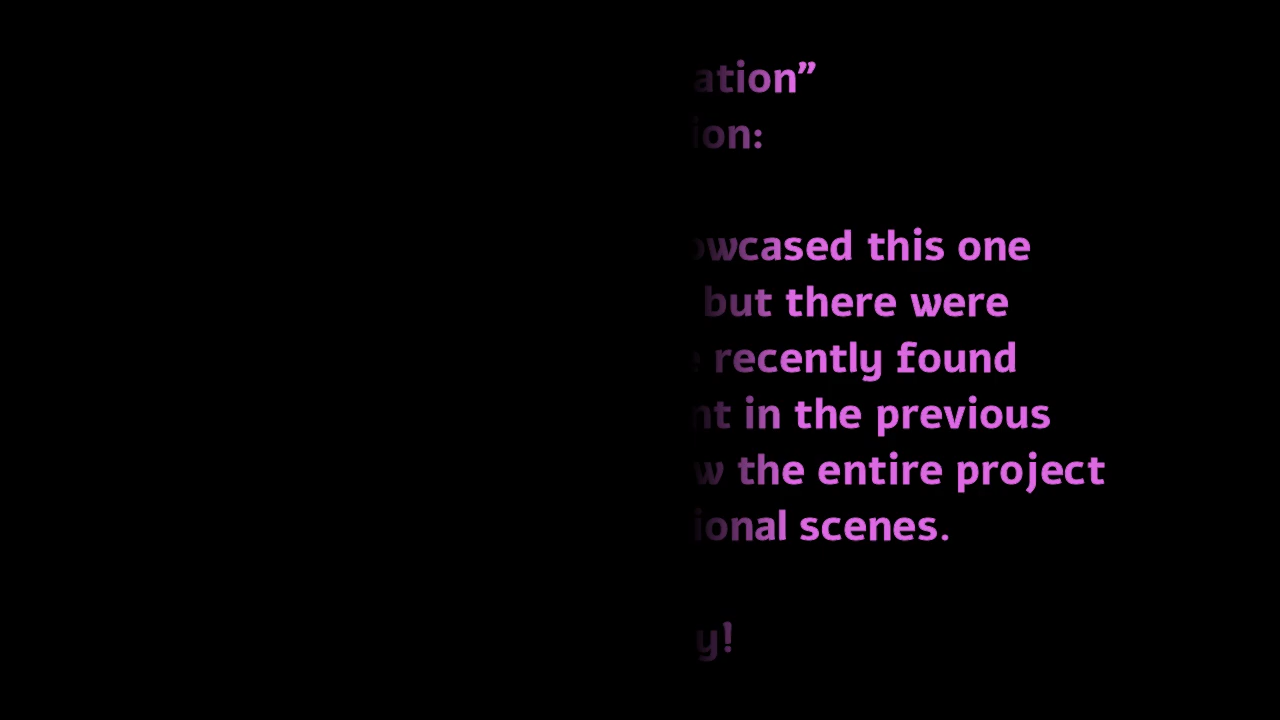 ation”
ion:
owcased this one
but there were
recently found
nt in the previous
w the entire project
ional scenes.
y!